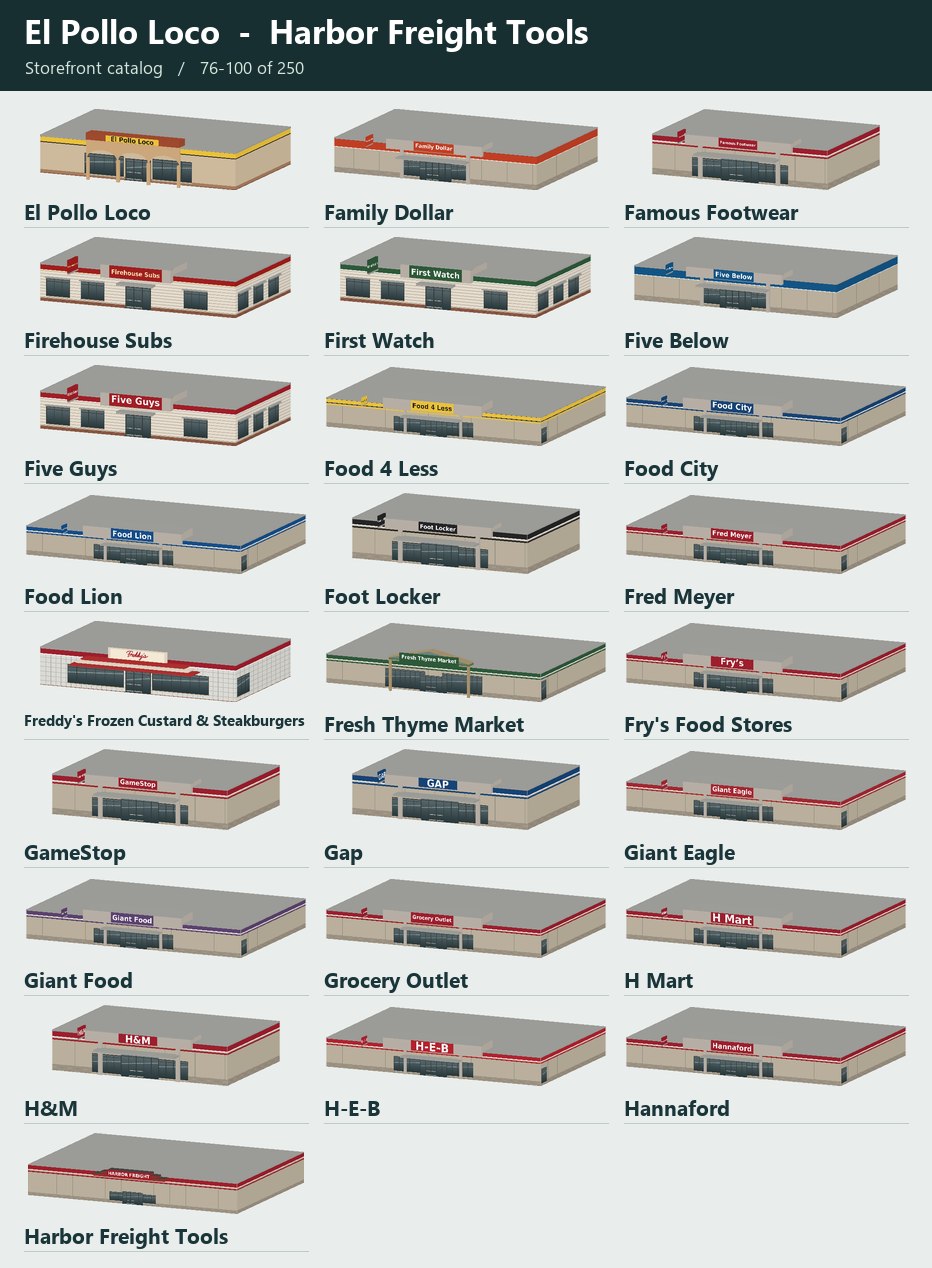 El Pollo Loco - Harbor Freight Tools
Storefront catalog / 76-100 of 250
El Pollo Loco
Family Dollar
Famous Footwear
El Pollo Loco
Family Dollar
Famous Footwear
Firehouse Subs
First Watch
Five Below
Firehouse Subs
First Watch
Five Below
Five Guys
Food 4 Less
Food City
Five Guys
Food 4 Less
Food City
Food Lion
Foot Locker
Fred Meyer
Food Lion
Foot Locker
Fred Meyer
Freddy's
Fresh Thyme Market
Fry's
Freddy's Frozen Custard & Steakburgers
Fresh Thyme Market
Fry's Food Stores
GameStop
GAP
Giant Eagle
GameStop
Gap
Giant Eagle
Giant Food
Grocery Outlet
H Mart
Giant Food
Grocery Outlet
H Mart
H&M
H-E-B
Hannaford
H&M
H-E-B
Hannaford
HARBOR FREIGHT
Harbor Freight Tools